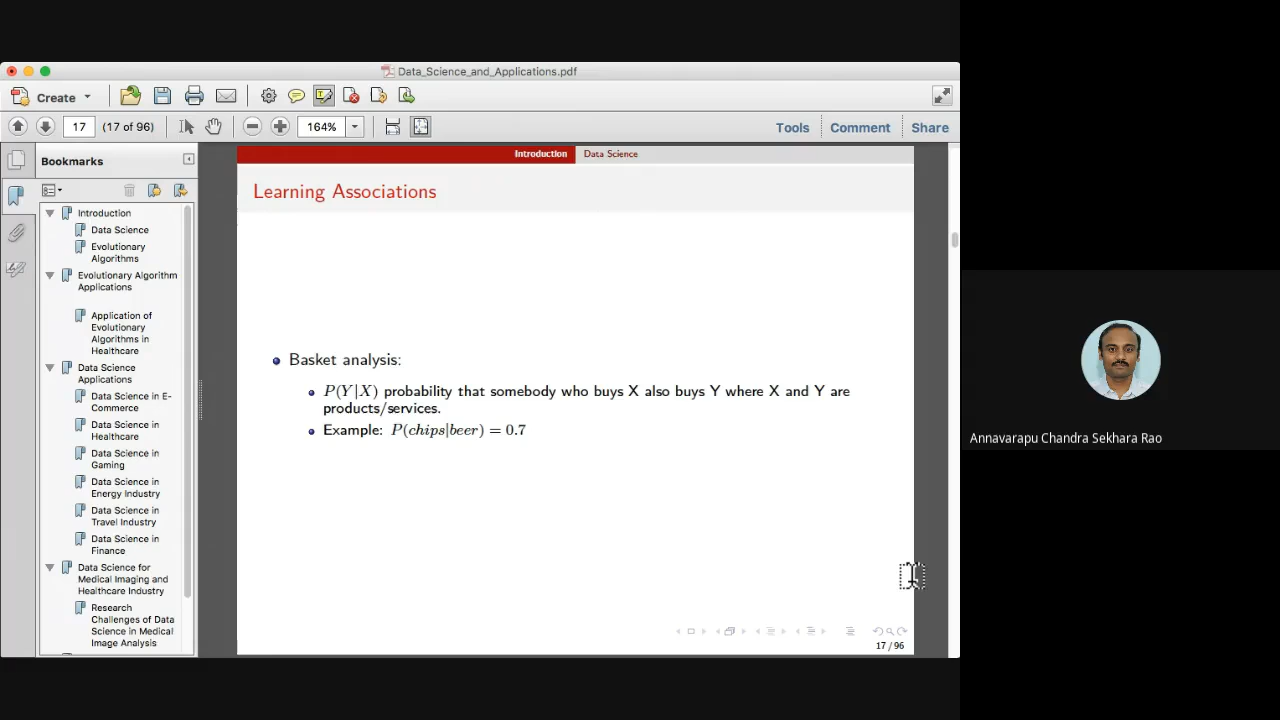 Data_Science_and_Applications.pdf
Create
17 (17 of 96) 164% Tools Comment Share
Bookmarks
Introduction
Data Science
Evolutionary
Algorithms
Evolutionary Algorithm
Applications
Application of
Evolutionary
Algorithms in
Healthcare
Data Science
Applications
Data Science in E-
Commerce
Data Science in
Healthcare
Data Science in
Gaming
Data Science in
Energy Industry
Data Science in
Travel Industry
Data Science in
Finance
Data Science for
Medical Imaging and
Healthcare Industry
Research
Challenges of Data
Science in Medical
Image Analysis
Introduction Data Science
Learning Associations
Basket analysis:
P(Y|X) probability that somebody who buys X also buys Y where X and Y are
products/services.
Example: P(chips|beer) = 0.7
17 / 96
Annavarapu Chandra Sekhara Rao